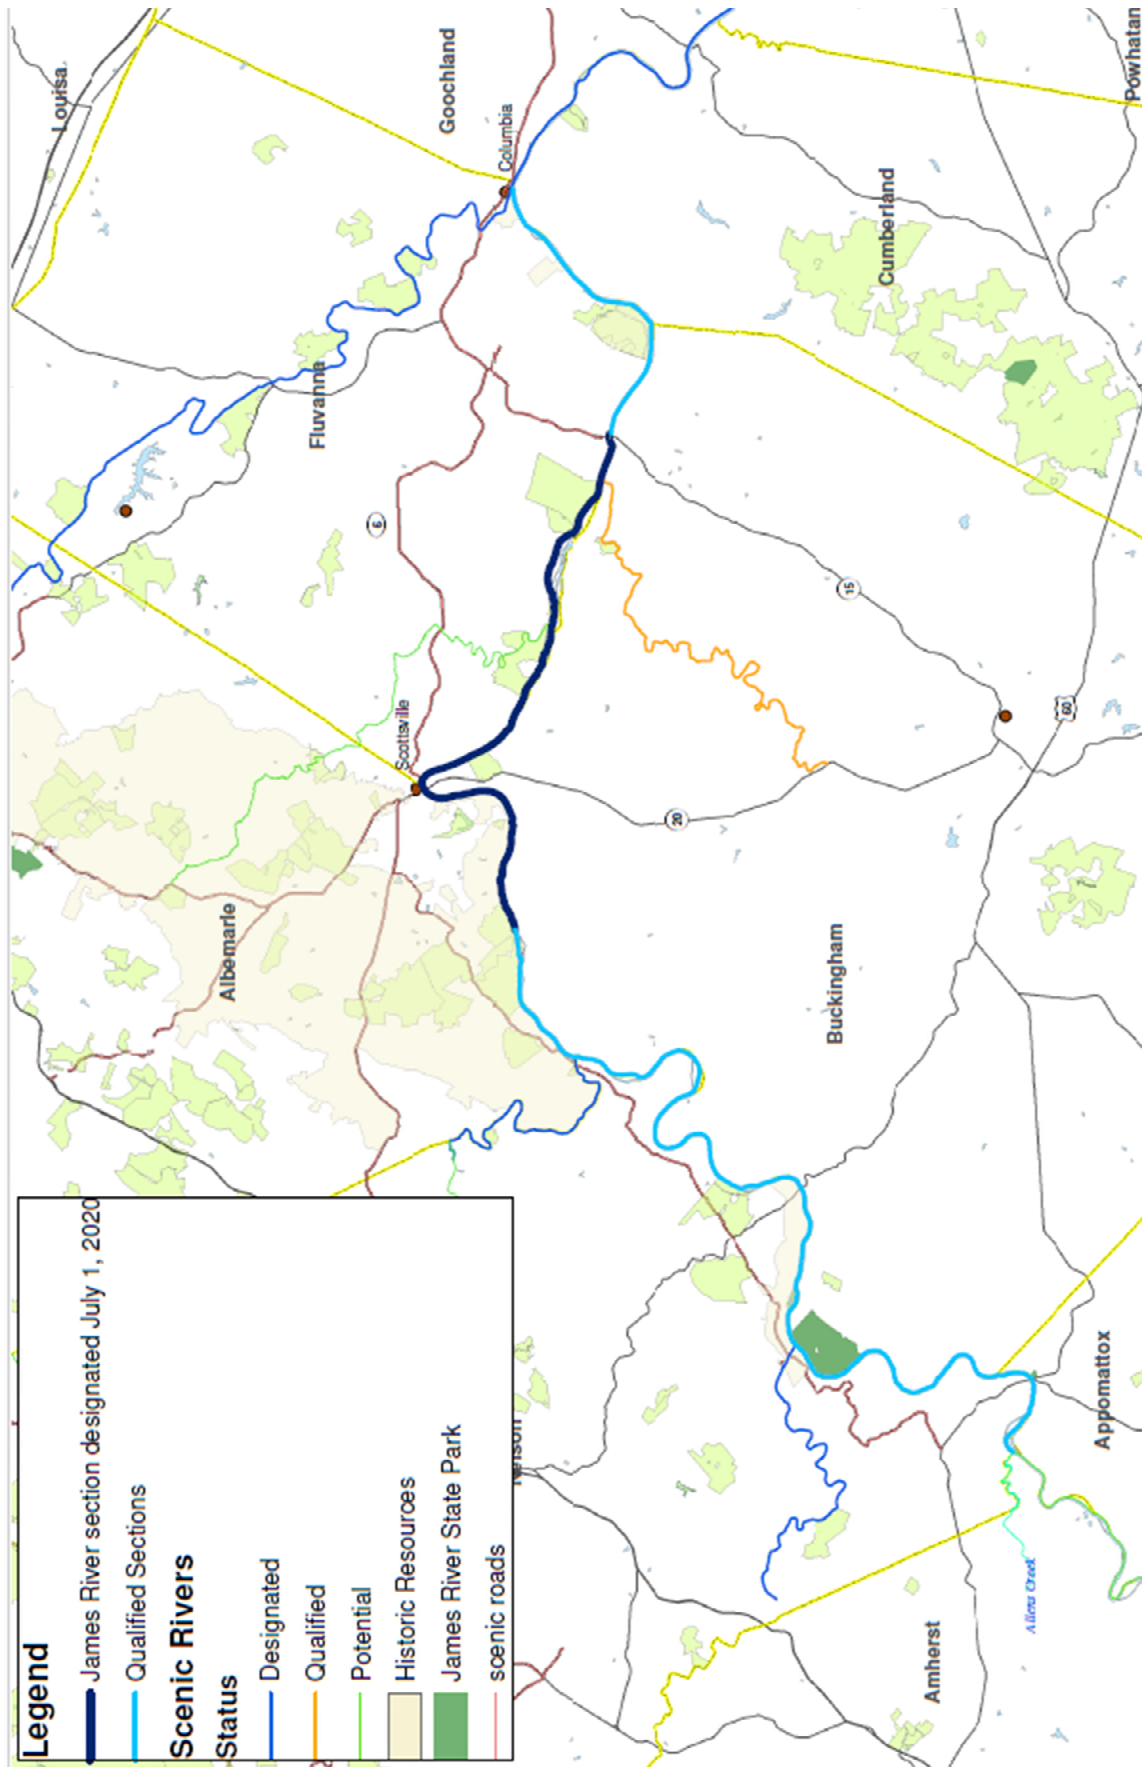 Legend
James River section designated July 1, 2020
Qualified Sections
Scenic Rivers
Status
Designated
Qualified
Potential
Historic Resources
James River State Park
scenic roads
Louisa
Goochland
Columbia
Powhatan
Cumberland
Fluvanna
6
15
Scottsville
60
20
Albemarle
Buckingham
Appomattox
Allens Creek
Amherst